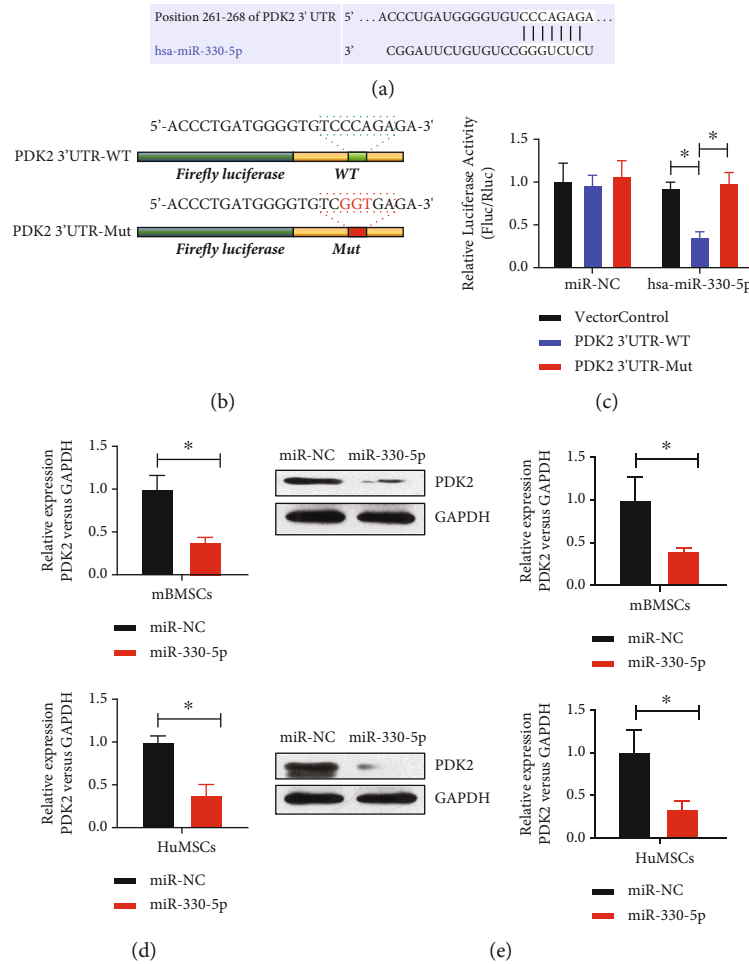 Position 261-268 of PDK2 3' UTR 5' ... ACCCUGAUGGGGUGUCCCAGAGA ...
hsa-miR-330-5p 3' CGGAUUCUGUGUCCGGGUCUCU
(a)
5'-ACCCTGATGGGGTGTCCCAGAGA-3'
PDK2 3'UTR-WT
Firefly luciferase WT
5'-ACCCTGATGGGGTGTCGGTGAGA-3'
PDK2 3'UTR-Mut
Firefly luciferase Mut
(b)
Relative Luciferase Activity
(Fluc/Rluc)
1.5
1.0
0.5
0.0
* *
miR-NC hsa-miR-330-5p
VectorControl
PDK2 3'UTR-WT
PDK2 3'UTR-Mut
(c)
Relative expression
PDK2 versus GAPDH
1.5
1.0
0.5
0.0
*
mBMSCs
miR-NC
miR-330-5p
Relative expression
PDK2 versus GAPDH
1.5
1.0
0.5
0.0
*
HuMSCs
miR-NC
miR-330-5p
(d)
miR-NC miR-330-5p
PDK2
GAPDH
Relative expression
PDK2 versus GAPDH
1.5
1.0
0.5
0.0
*
mBMSCs
miR-NC
miR-330-5p
miR-NC miR-330-5p
PDK2
GAPDH
Relative expression
PDK2 versus GAPDH
1.5
1.0
0.5
0.0
*
HuMSCs
miR-NC
miR-330-5p
(e)